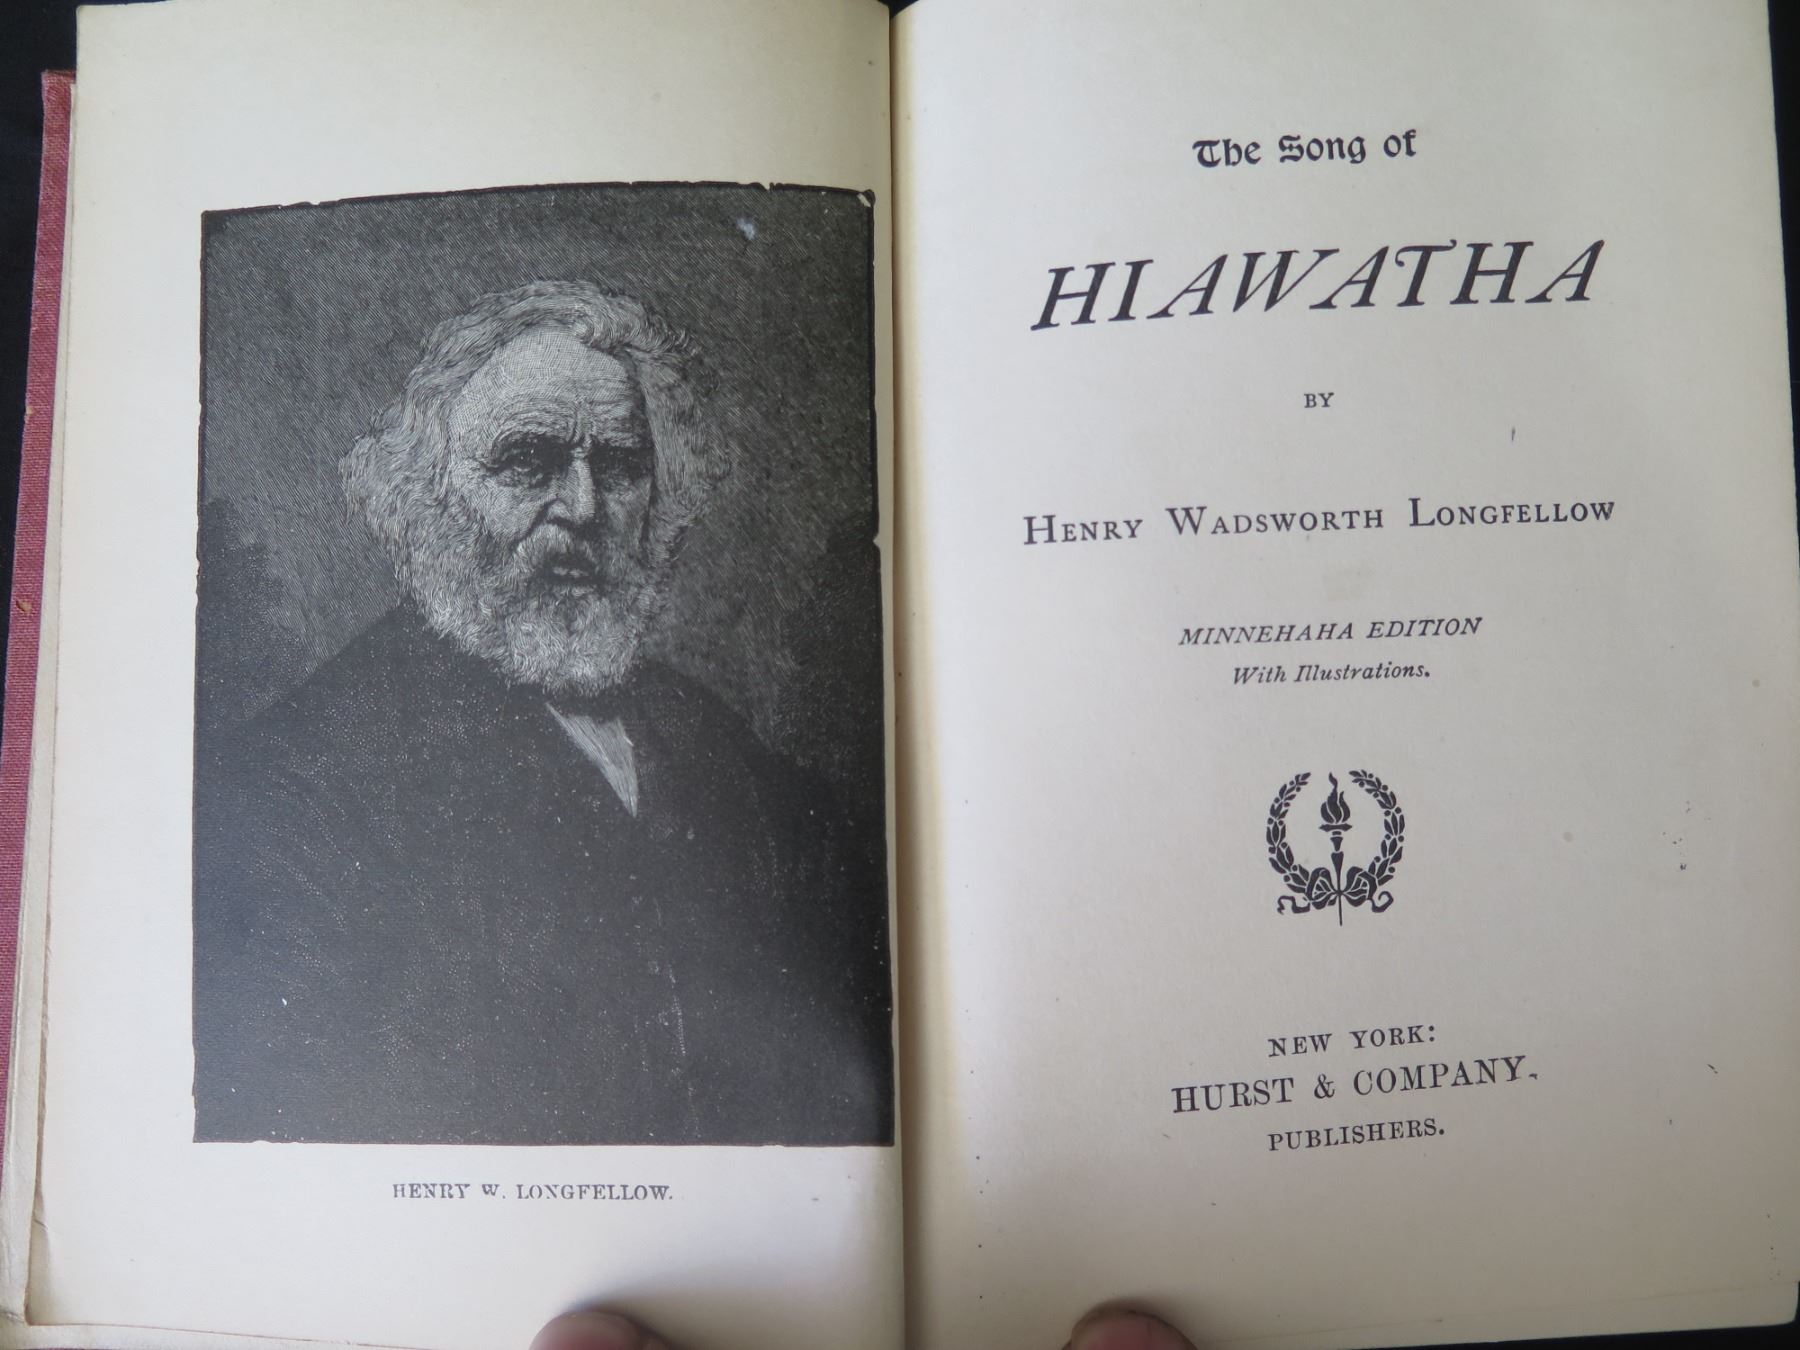 HENRY W. LONGFELLOW.
The Song of
HIAWATHA
BY
HENRY WADSWORTH LONGFELLOW
MINNEHAHA EDITION
With Illustrations.
NEW YORK:
HURST & COMPANY,
PUBLISHERS.